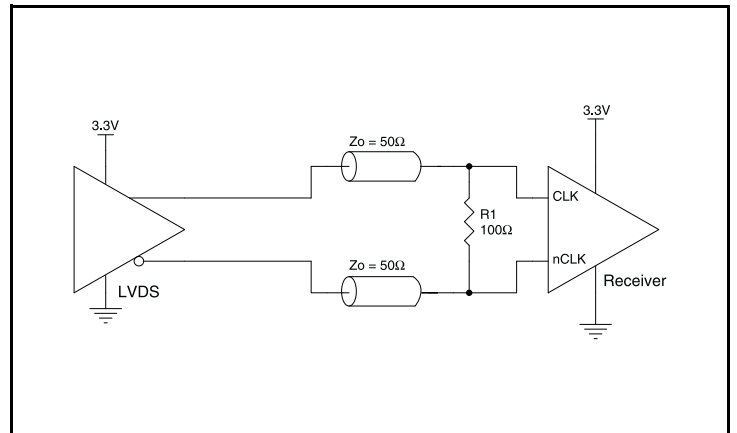 3.3V
3.3V
Zo = 50Ω
CLK
R1
100Ω
nCLK
Zo = 50Ω
LVDS
Receiver